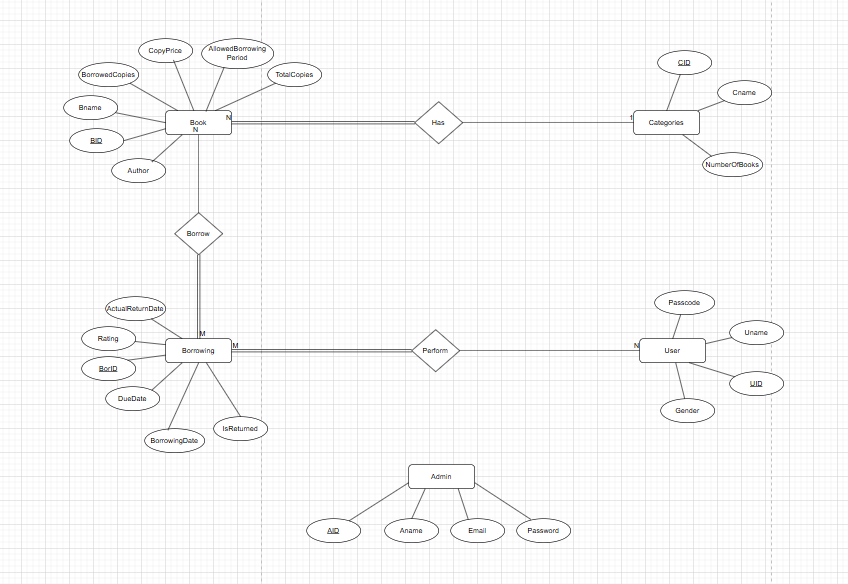 CopyPrice
AllowedBorrowing
Period
BorrowedCopies
TotalCopies
Bname
Book
N
N
BID
Author
Has
CID
Cname
1
Categories
NumberOfBooks
Borrow
ActualReturnDate
Rating
M
Borrowing
M
BorID
DueDate
BorrowingDate
IsReturned
Perform
Passcode
Uname
N
User
UID
Gender
Admin
AID
Aname
Email
Password